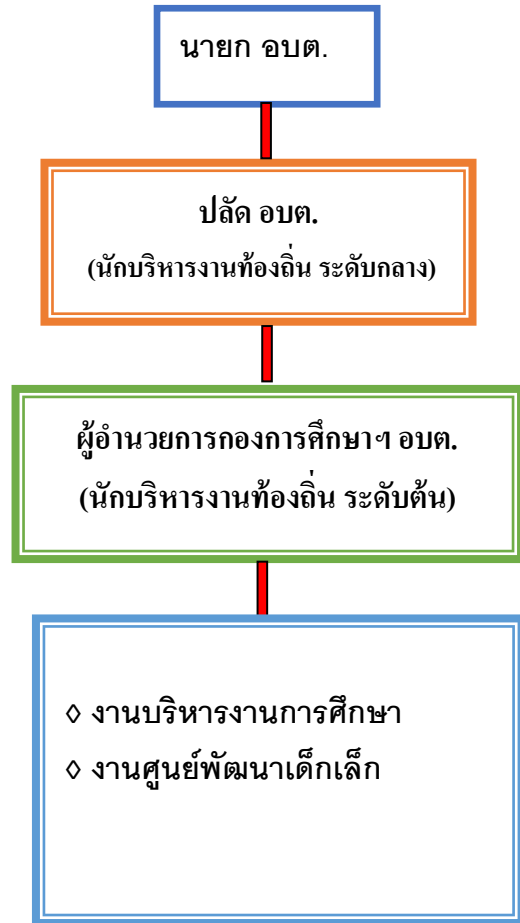 นายก อบต.
ปลัด อบต.
(นักบริหารงานท้องถิ่น ระดับกลาง)
ผู้อำนวยการกองการศึกษาฯ อบต.
(นักบริหารงานท้องถิ่น ระดับต้น)
◊ งานบริหารงานการศึกษา
◊ งานศูนย์พัฒนาเด็กเล็ก